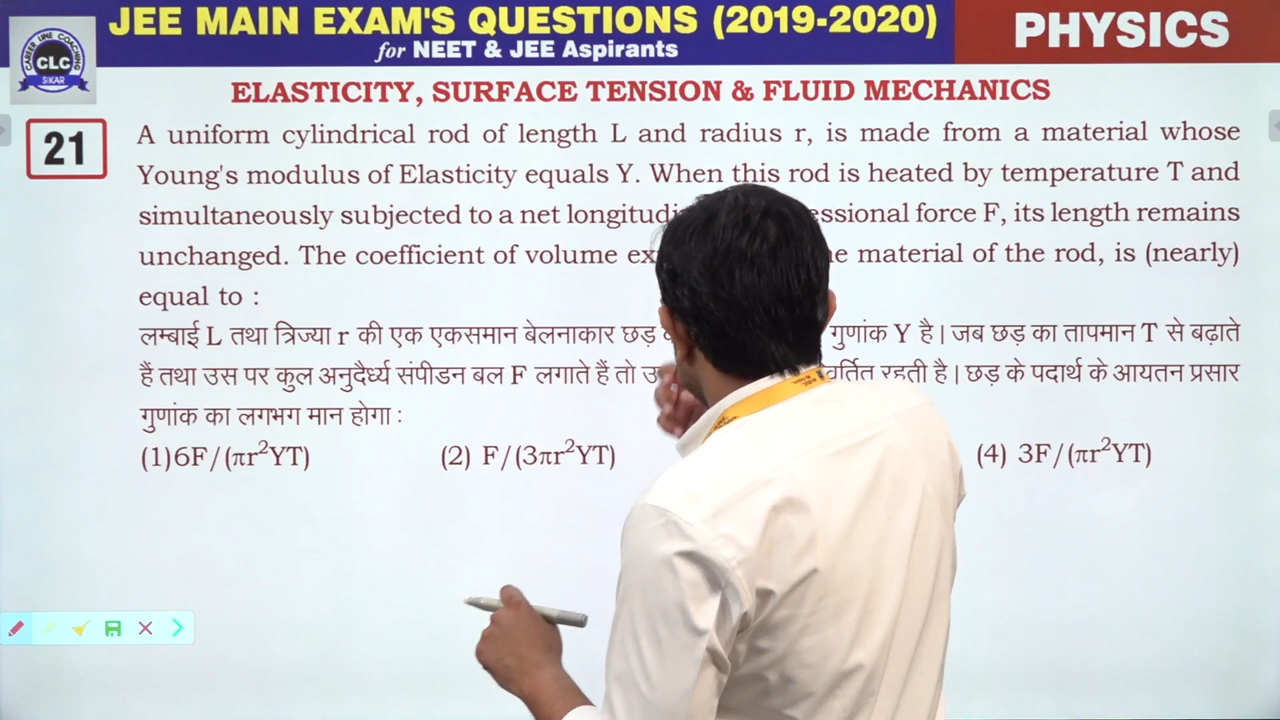 JEE MAIN EXAM'S QUESTIONS (2019-2020)
for NEET & JEE Aspirants
PHYSICS
CAREER LINE COACHING
CLC
SIKAR
ELASTICITY, SURFACE TENSION & FLUID MECHANICS
21
A uniform cylindrical rod of length L and radius r, is made from a material whose
Young's modulus of Elasticity equals Y. When this rod is heated by temperature T and
simultaneously subjected to a net force F, its length remains
unchanged. The coefficient of volume material of the rod, is (nearly)
equal to :
लम्बाई L तथा त्रिज्या r की एक एकसमान बेलनाकार छड़ गुणांक Y है। जब छड़ का तापमान T से बढ़ाते
हैं तथा उस पर कुल अनुदैर्ध्य संपीडन बल F लगाते हैं तो रहती है। छड़ के पदार्थ के आयतन प्रसार
गुणांक का लगभग मान होगा :
(1)6F/(πr²YT) (2) F/(3πr²YT) (4) 3F/(πr²YT)